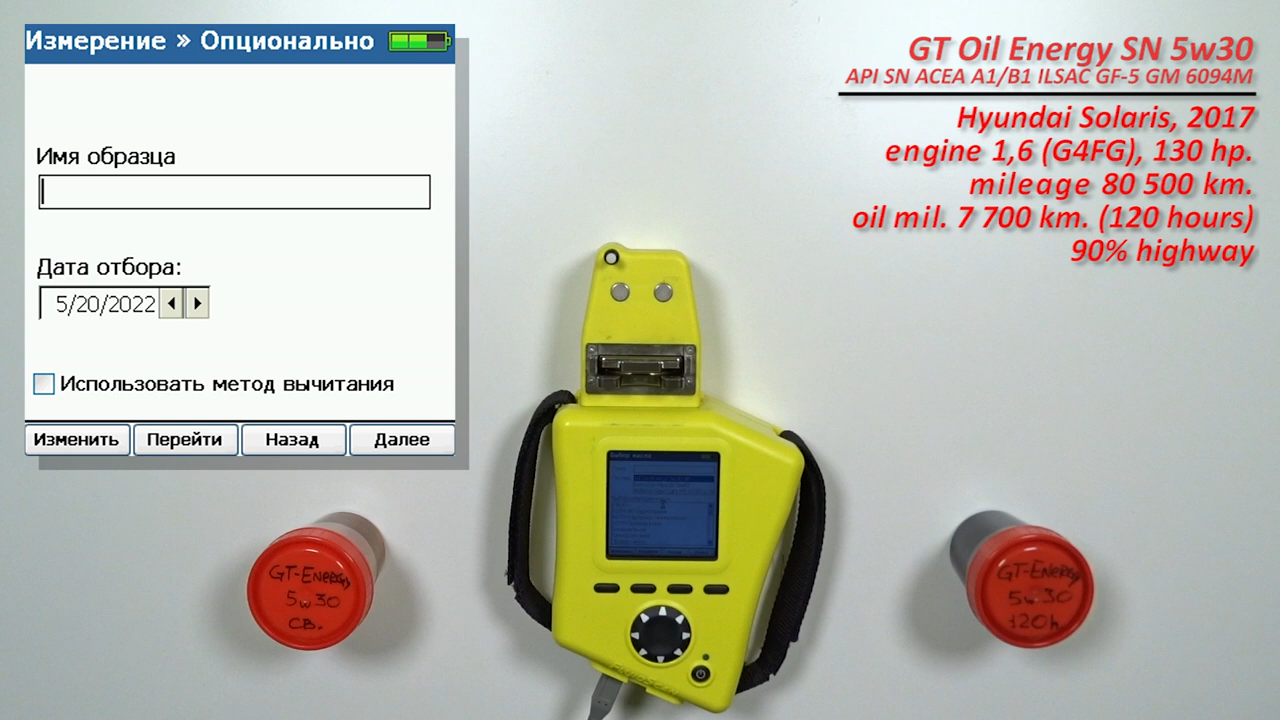 Измерение » Опционально
Имя образца
Дата отбора:
5/20/2022
Использовать метод вычитания
Изменить
Перейти
Назад
Далее
GT Oil Energy SN 5w30
API SN ACEA A1/B1 ILSAC GF-5 GM 6094M
Hyundai Solaris, 2017
engine 1,6 (G4FG), 130 hp.
mileage 80 500 km.
oil mil. 7 700 km. (120 hours)
90% highway
GT-Energy
5w30
св.
GT-Energy
5w30
120h